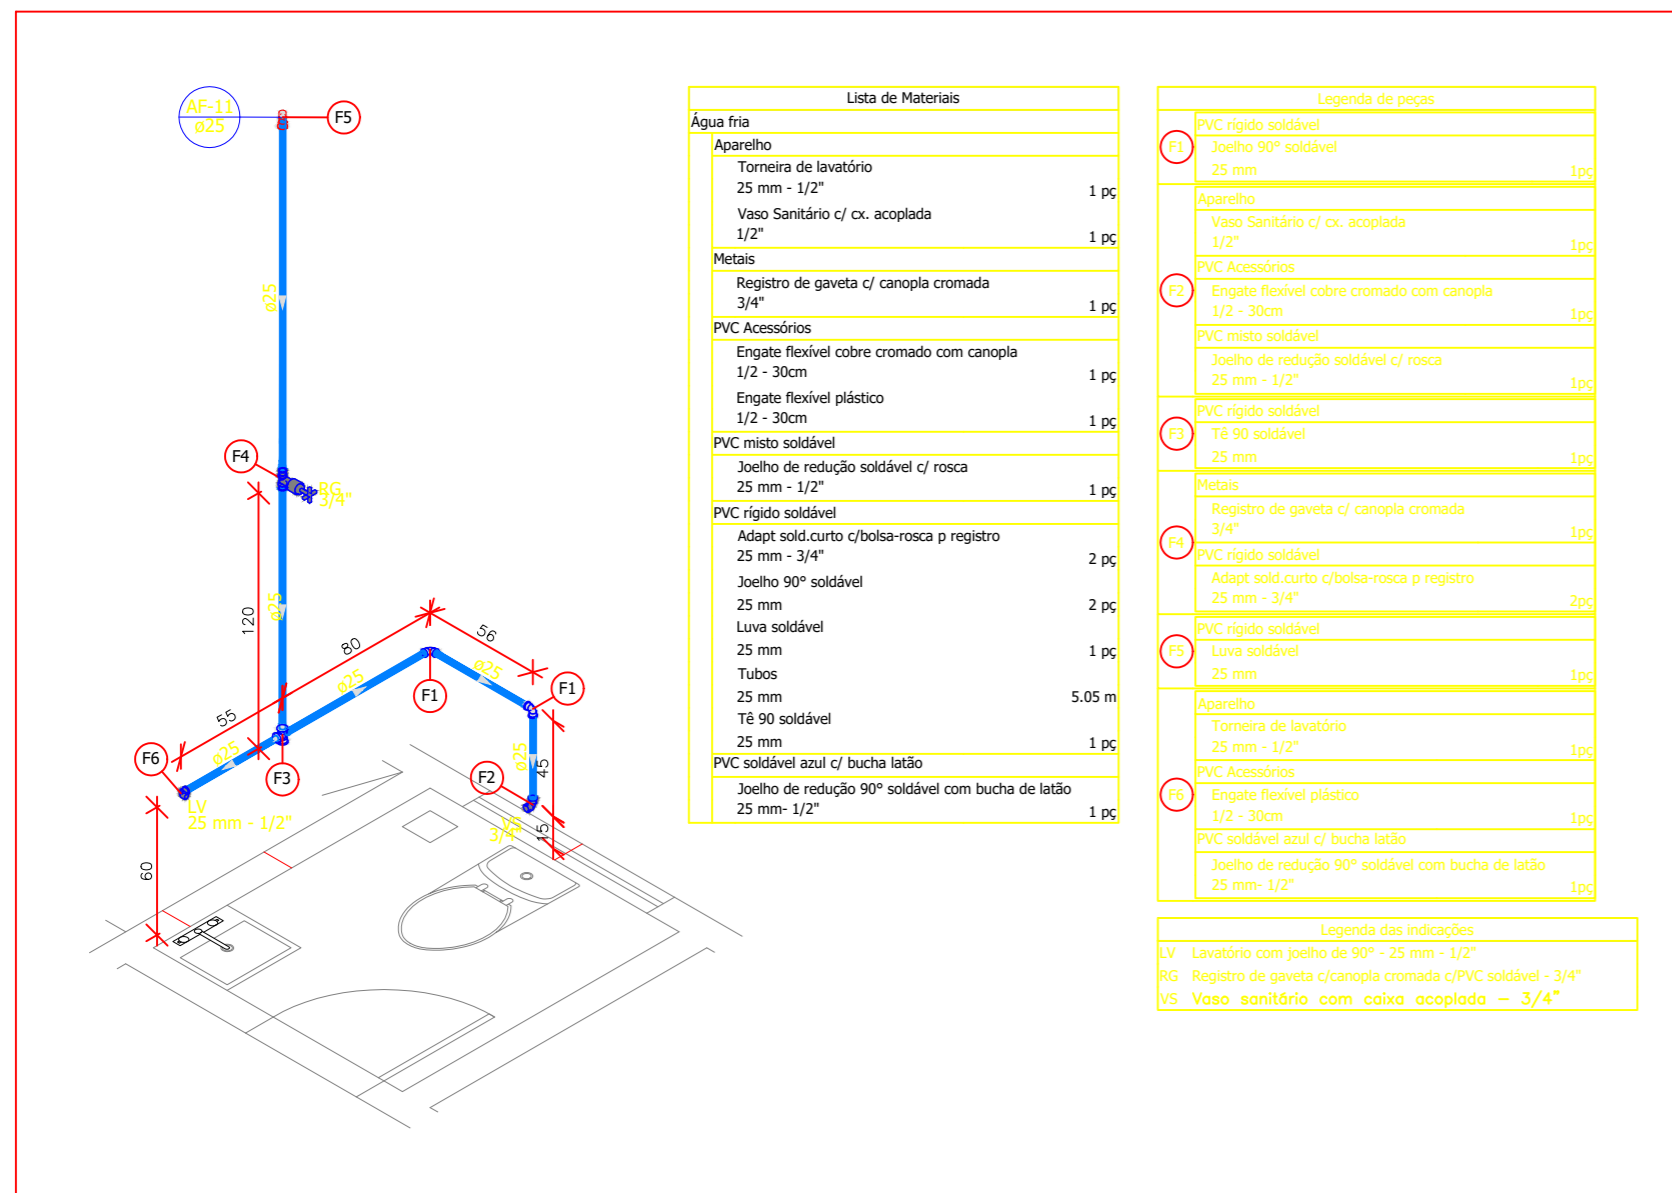 AF-11
ø25
F5
ø25
F4
RG
3/4"
120
ø25
80
56
ø25
ø25
F1
F1
55
ø25
F6
F3
ø25
45
F2
LV
25 mm - 1/2"
VS
3/4"
15
60
Lista de Materiais
Água fria
Aparelho
Torneira de lavatório
25 mm - 1/2" 1 pç
Vaso Sanitário c/ cx. acoplada
1/2" 1 pç
Metais
Registro de gaveta c/ canopla cromada
3/4" 1 pç
PVC Acessórios
Engate flexível cobre cromado com canopla
1/2 - 30cm 1 pç
Engate flexível plástico
1/2 - 30cm 1 pç
PVC misto soldável
Joelho de redução soldável c/ rosca
25 mm - 1/2" 1 pç
PVC rígido soldável
Adapt sold.curto c/bolsa-rosca p registro
25 mm - 3/4" 2 pç
Joelho 90° soldável
25 mm 2 pç
Luva soldável
25 mm 1 pç
Tubos
25 mm 5.05 m
Tê 90 soldável
25 mm 1 pç
PVC soldável azul c/ bucha latão
Joelho de redução 90° soldável com bucha de latão
25 mm- 1/2" 1 pç
Legenda de peças
F1
PVC rígido soldável
Joelho 90° soldável
25 mm 1pç
F2
Aparelho
Vaso Sanitário c/ cx. acoplada
1/2" 1pç
PVC Acessórios
Engate flexível cobre cromado com canopla
1/2 - 30cm 1pç
PVC misto soldável
Joelho de redução soldável c/ rosca
25 mm - 1/2" 1pç
F3
PVC rígido soldável
Tê 90 soldável
25 mm 1pç
F4
Metais
Registro de gaveta c/ canopla cromada
3/4" 1pç
PVC rígido soldável
Adapt sold.curto c/bolsa-rosca p registro
25 mm - 3/4" 2pç
F5
PVC rígido soldável
Luva soldável
25 mm 1pç
F6
Aparelho
Torneira de lavatório
25 mm - 1/2" 1pç
PVC Acessórios
Engate flexível plástico
1/2 - 30cm 1pç
PVC soldável azul c/ bucha latão
Joelho de redução 90° soldável com bucha de latão
25 mm- 1/2" 1pç
Legenda das indicações
LV Lavatório com joelho de 90° - 25 mm - 1/2"
RG Registro de gaveta c/canopla cromada c/PVC soldável - 3/4"
VS Vaso sanitário com caixa acoplada - 3/4"